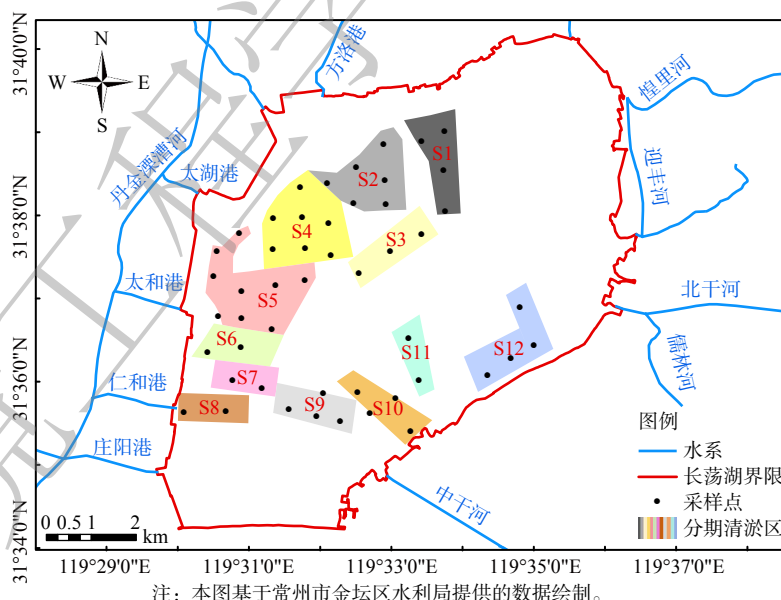 31°40′0″N
31°38′0″N
31°36′0″N
31°34′0″N
N
W
E
S
方洛港
湟里河
丹金溧漕河
太湖港
迎丰河
太和港
北干河
儒林河
仁和港
庄阳港
中干河
S1
S2
S3
S4
S5
S6
S7
S8
S9
S10
S11
S12
图例
水系
长荡湖界限
采样点
分期清淤区
0 0.5 1 2
km
119°29′0″E
119°31′0″E
119°33′0″E
119°35′0″E
119°37′0″E
注：本图基于常州市金坛区水利局提供的数据绘制。